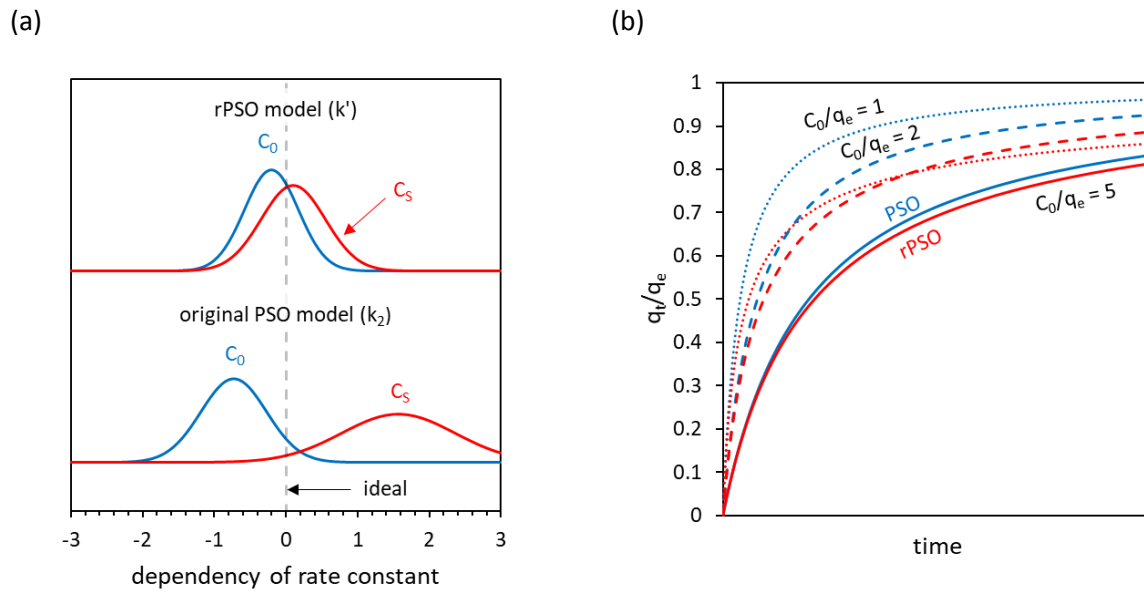 (a)
rPSO model (k')
C0
CS
original PSO model (k2)
C0
CS
ideal
-3 -2 -1 0 1 2 3
dependency of rate constant
(b)
1
0.9
0.8
0.7
0.6
0.5
0.4
0.3
0.2
0.1
0
qt/qe
C0/qe = 1
C0/qe = 2
PSO
rPSO
C0/qe = 5
time